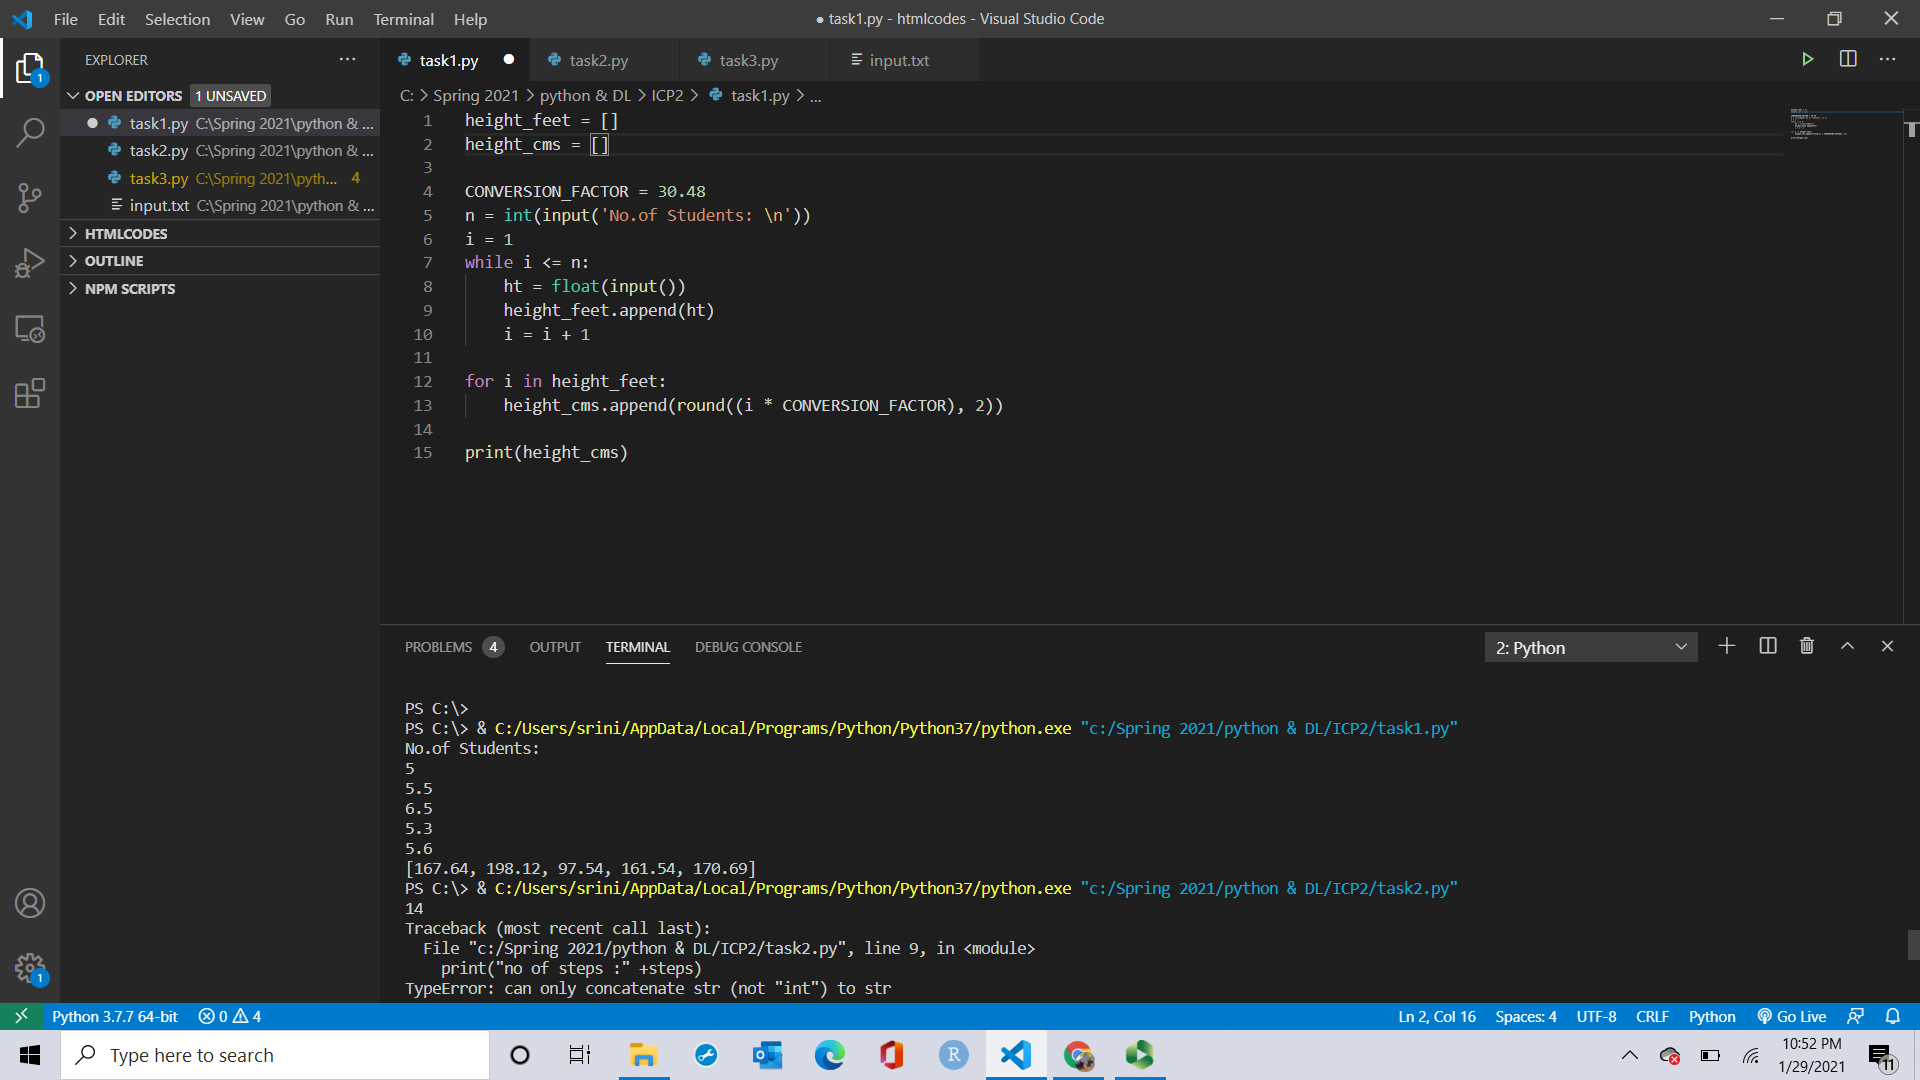 File Edit Selection View Go Run Terminal Help
● task1.py - htmlcodes - Visual Studio Code
EXPLORER
OPEN EDITORS 1 UNSAVED
task1.py C:\Spring 2021\python & ...
task2.py C:\Spring 2021\python & ...
task3.py C:\Spring 2021\pyth... 4
input.txt C:\Spring 2021\python & ...
HTMLCODES
OUTLINE
NPM SCRIPTS
1
1
task1.py task2.py task3.py input.txt
C: > Spring 2021 > python & DL > ICP2 > task1.py > ...
1 height_feet = []
2 height_cms = []
3
4 CONVERSION_FACTOR = 30.48
5 n = int(input('No.of Students: \n'))
6 i = 1
7 while i <= n:
8 ht = float(input())
9 height_feet.append(ht)
10 i = i + 1
11
12 for i in height_feet:
13 height_cms.append(round((i * CONVERSION_FACTOR), 2))
14
15 print(height_cms)
PROBLEMS 4 OUTPUT TERMINAL DEBUG CONSOLE
2: Python
PS C:\>
PS C:\> & C:/Users/srini/AppData/Local/Programs/Python/Python37/python.exe "c:/Spring 2021/python & DL/ICP2/task1.py"
No.of Students:
5
5.5
6.5
5.3
5.6
[167.64, 198.12, 97.54, 161.54, 170.69]
PS C:\> & C:/Users/srini/AppData/Local/Programs/Python/Python37/python.exe "c:/Spring 2021/python & DL/ICP2/task2.py"
14
Traceback (most recent call last):
File "c:/Spring 2021/python & DL/ICP2/task2.py", line 9, in <module>
print("no of steps :" +steps)
TypeError: can only concatenate str (not "int") to str
Python 3.7.7 64-bit 0 4
Ln 2, Col 16 Spaces: 4 UTF-8 CRLF Python Go Live
Type here to search
R
10:52 PM
1/29/2021
11